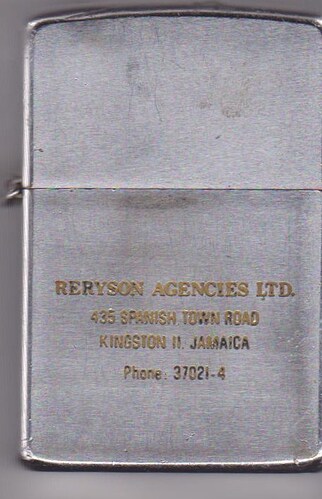 RERYSON AGENCIES LTD.
435 SPANISH TOWN ROAD
KINGSTON 11, JAMAICA
Phone: 37021-4